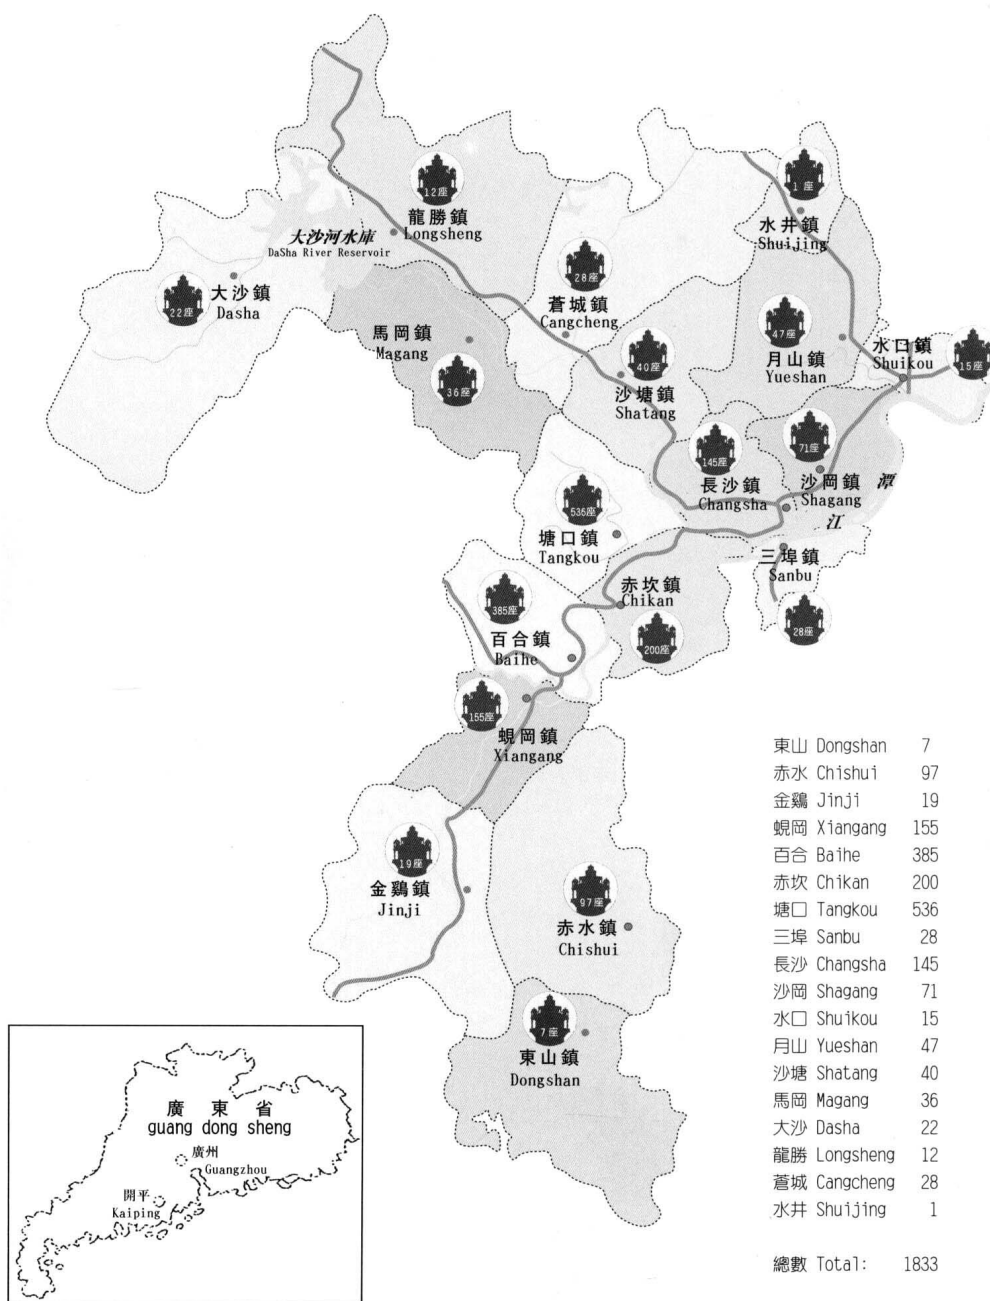 12座
龍勝鎮
Longsheng
大沙河水庫
DaSha River Reservoir
1座
水井鎮
Shuijing
28座
蒼城鎮
Cangcheng
22座
大沙鎮
Dasha
馬岡鎮
Magang
36座
47座
月山鎮
Yueshan
水口鎮
Shuikou
15座
40座
沙塘鎮
Shatang
145座
長沙鎮
Changsha
71座
沙岡鎮
Shagang
潭
江
536座
塘口鎮
Tangkou
三埠鎮
Sanbu
28座
赤坎鎮
Chikan
200座
385座
百合鎮
Baihe
155座
蜆岡鎮
Xiangang
19座
金鷄鎮
Jinji
97座
赤水鎮
Chishui
7座
東山鎮
Dongshan
東山 Dongshan 7
赤水 Chishui 97
金鷄 Jinji 19
蜆岡 Xiangang 155
百合 Baihe 385
赤坎 Chikan 200
塘口 Tangkou 536
三埠 Sanbu 28
長沙 Changsha 145
沙岡 Shagang 71
水口 Shuikou 15
月山 Yueshan 47
沙塘 Shatang 40
馬岡 Magang 36
大沙 Dasha 22
龍勝 Longsheng 12
蒼城 Cangcheng 28
水井 Shuijing 1
總數 Total: 1833
廣東省
guang dong sheng
廣州
Guangzhou
開平
Kaiping